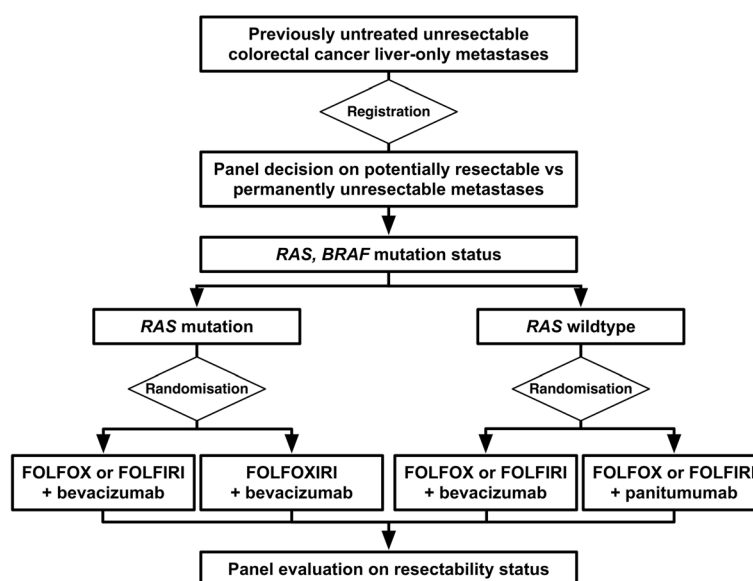 Previously untreated unresectable
colorectal cancer liver-only metastases
Registration
Panel decision on potentially resectable vs
permanently unresectable metastases
RAS, BRAF mutation status
RAS mutation
RAS wildtype
Randomisation
Randomisation
FOLFOX or FOLFIRI
+ bevacizumab
FOLFOXIRI
+ bevacizumab
FOLFOX or FOLFIRI
+ bevacizumab
FOLFOX or FOLFIRI
+ panitumumab
Panel evaluation on resectability status